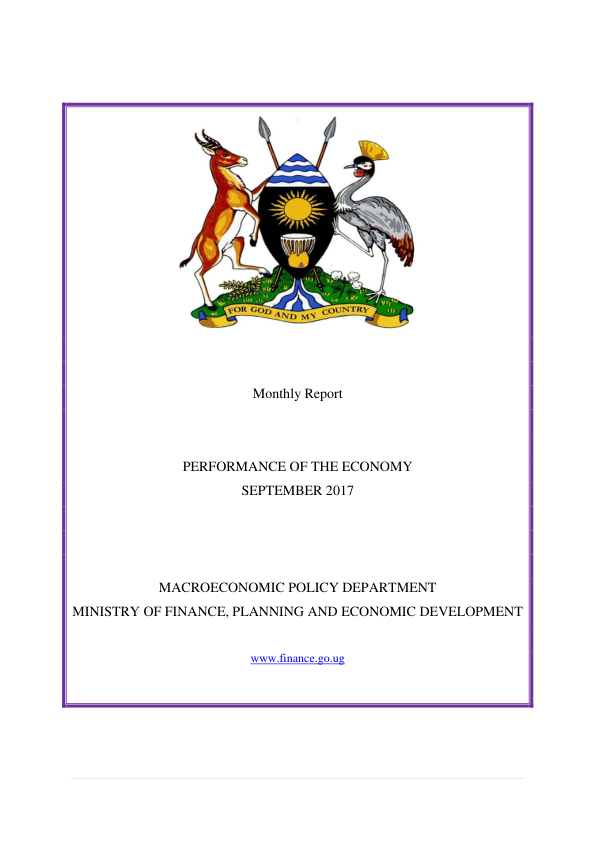 FOR GOD AND MY COUNTRY
Monthly Report
PERFORMANCE OF THE ECONOMY
SEPTEMBER 2017
MACROECONOMIC POLICY DEPARTMENT
MINISTRY OF FINANCE, PLANNING AND ECONOMIC DEVELOPMENT
www.finance.go.ug